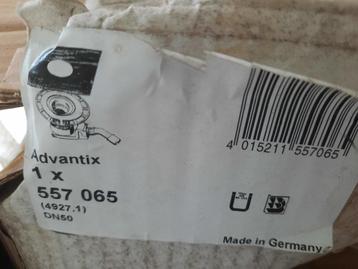 Advantix
1 x
557 065
(4927.1)
DN50
4 015211 557065
Made in Germany